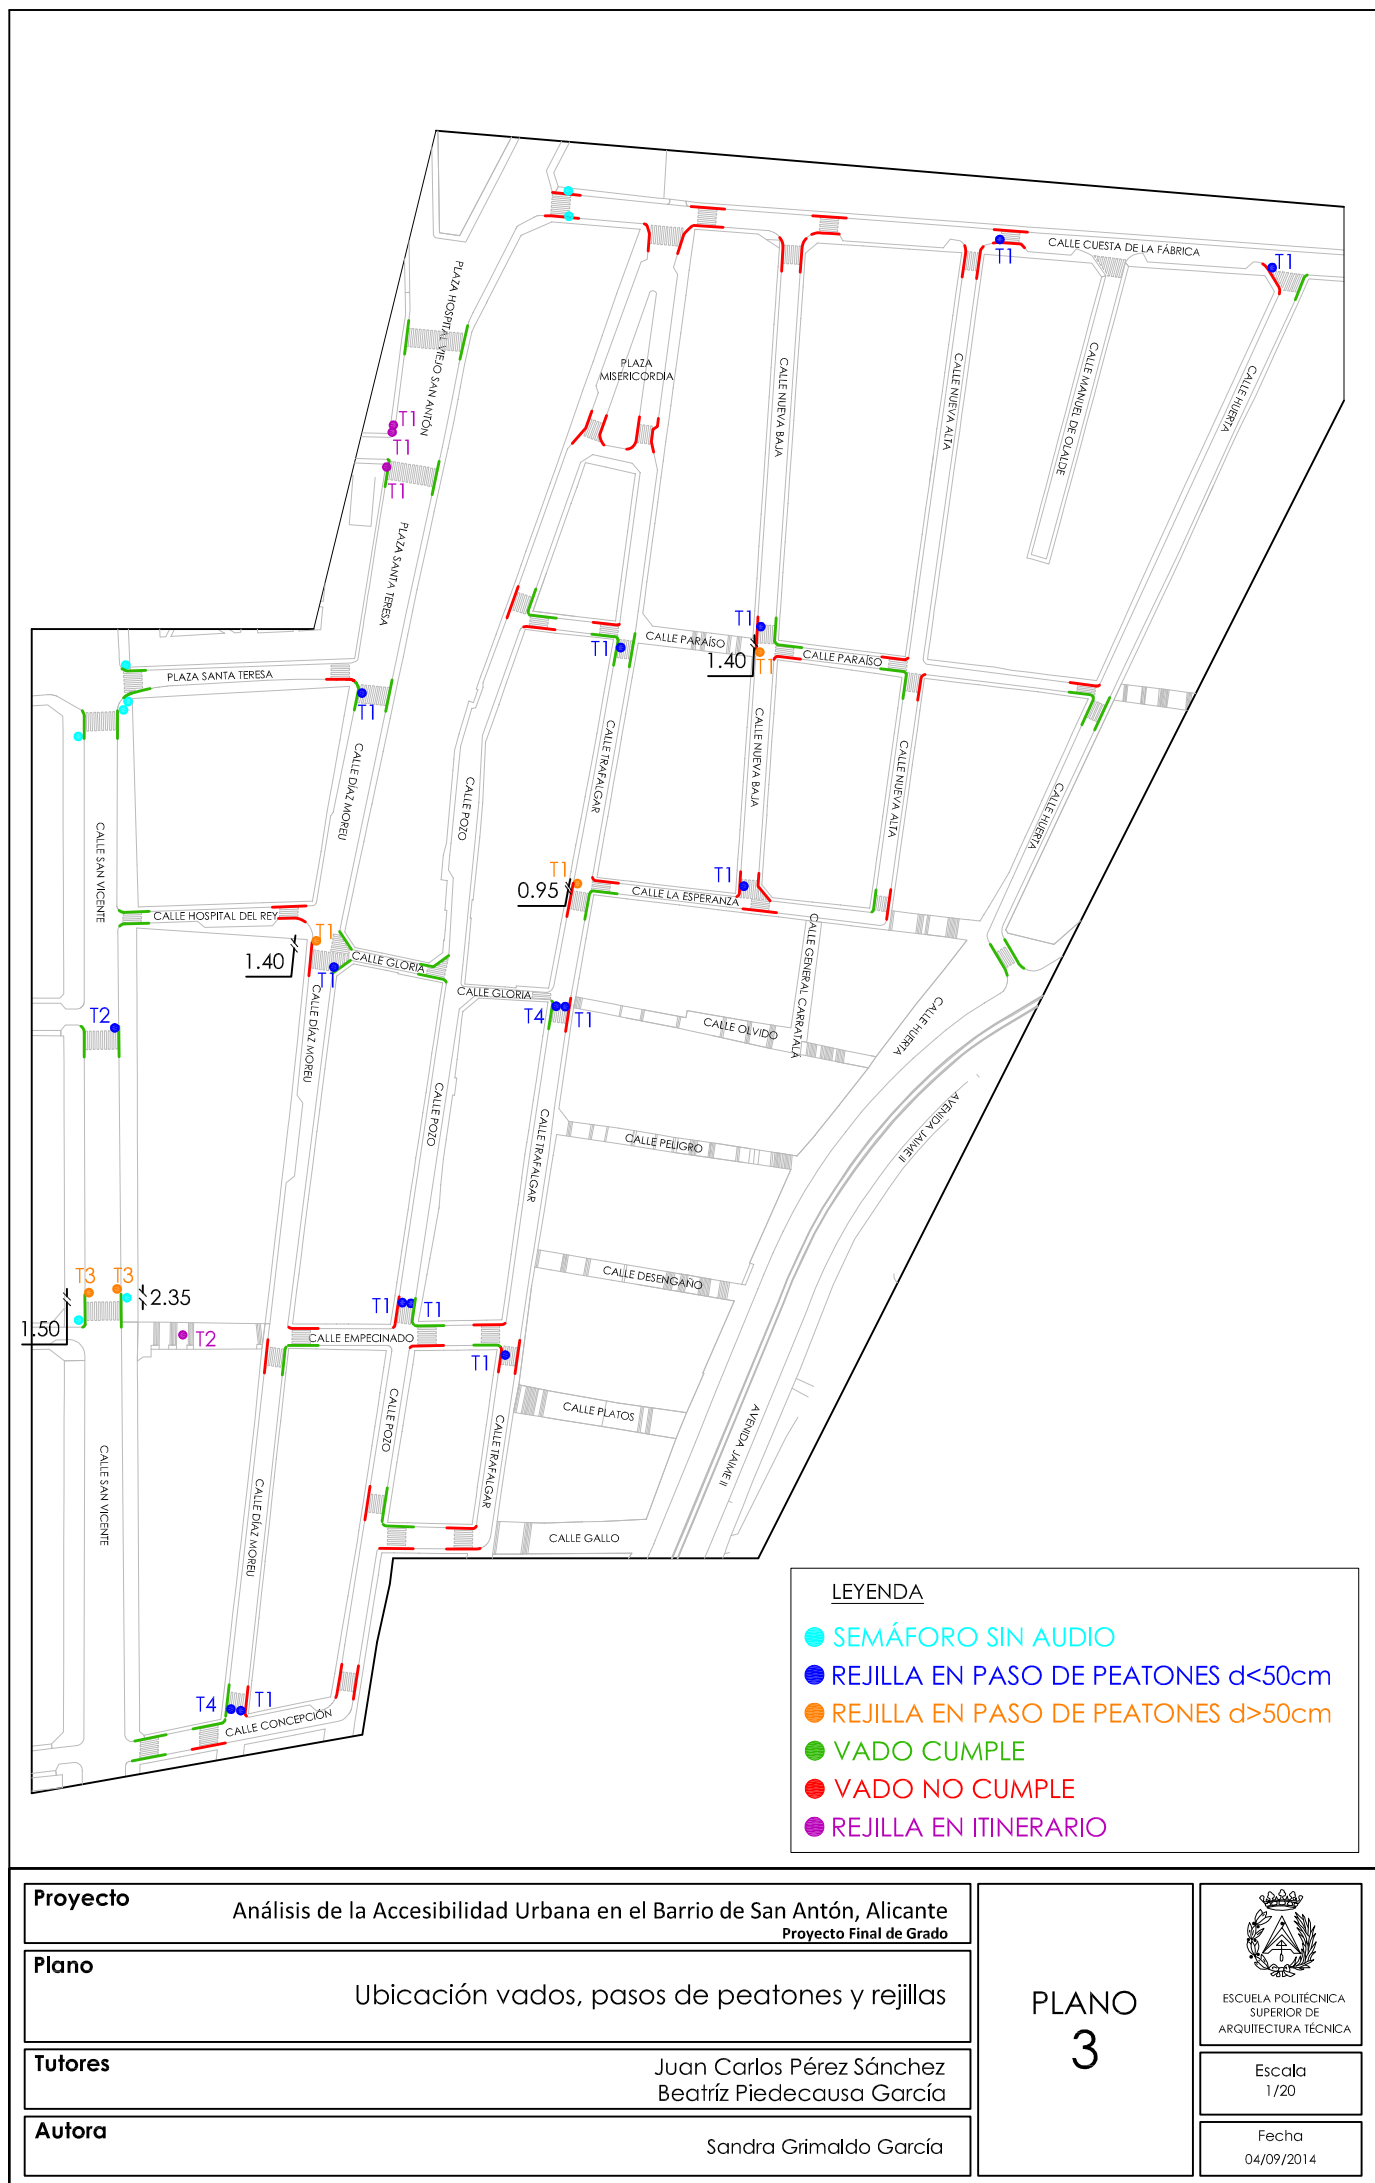 CALLE CUESTA DE LA FÁBRICA
T1
T1
PLAZA HOSPITAL VIEJO SAN ANTÓN
PLAZA
MISERICORDIA
CALLE NUEVA BAJA
CALLE NUEVA ALTA
CALLE MANUEL DE OLALDE
CALLE HUERTA
T1
T1
T1
PLAZA SANTA TERESA
T1
CALLE PARAÍSO
T1
1.40
T1
CALLE PARAÍSO
PLAZA SANTA TERESA
T1
CALLE DÍAZ MOREU
CALLE POZO
CALLE TRAFALGAR
CALLE NUEVA BAJA
CALLE NUEVA ALTA
CALLE HUERTA
CALLE SAN VICENTE
T1
0.95
T1
CALLE LA ESPERANZA
CALLE HOSPITAL DEL REY
T1
1.40
T1
CALLE GLORIA
CALLE GLORIA
CALLE GENERAL CARRATALÁ
T2
CALLE DÍAZ MOREU
T4
T1
CALLE OLVIDO
CALLE HUERTA
CALLE POZO
CALLE TRAFALGAR
CALLE PELIGRO
AVENIDA JAIME II
T3
T3
2.35
1.50
T2
CALLE DESENGAÑO
T1
T1
CALLE EMPECINADO
T1
CALLE POZO
CALLE PLATOS
CALLE TRAFALGAR
AVENIDA JAIME II
CALLE SAN VICENTE
CALLE DÍAZ MOREU
CALLE GALLO
T4
T1
CALLE CONCEPCIÓN
LEYENDA
SEMÁFORO SIN AUDIO
REJILLA EN PASO DE PEATONES d<50cm
REJILLA EN PASO DE PEATONES d>50cm
VADO CUMPLE
VADO NO CUMPLE
REJILLA EN ITINERARIO
Proyecto
Análisis de la Accesibilidad Urbana en el Barrio de San Antón, Alicante
Proyecto Final de Grado
Plano
Ubicación vados, pasos de peatones y rejillas
Tutores
Juan Carlos Pérez Sánchez
Beatríz Piedecausa García
Autora
Sandra Grimaldo García
PLANO
3
ESCUELA POLITÉCNICA
SUPERIOR DE
ARQUITECTURA TÉCNICA
Escala
1/20
Fecha
04/09/2014